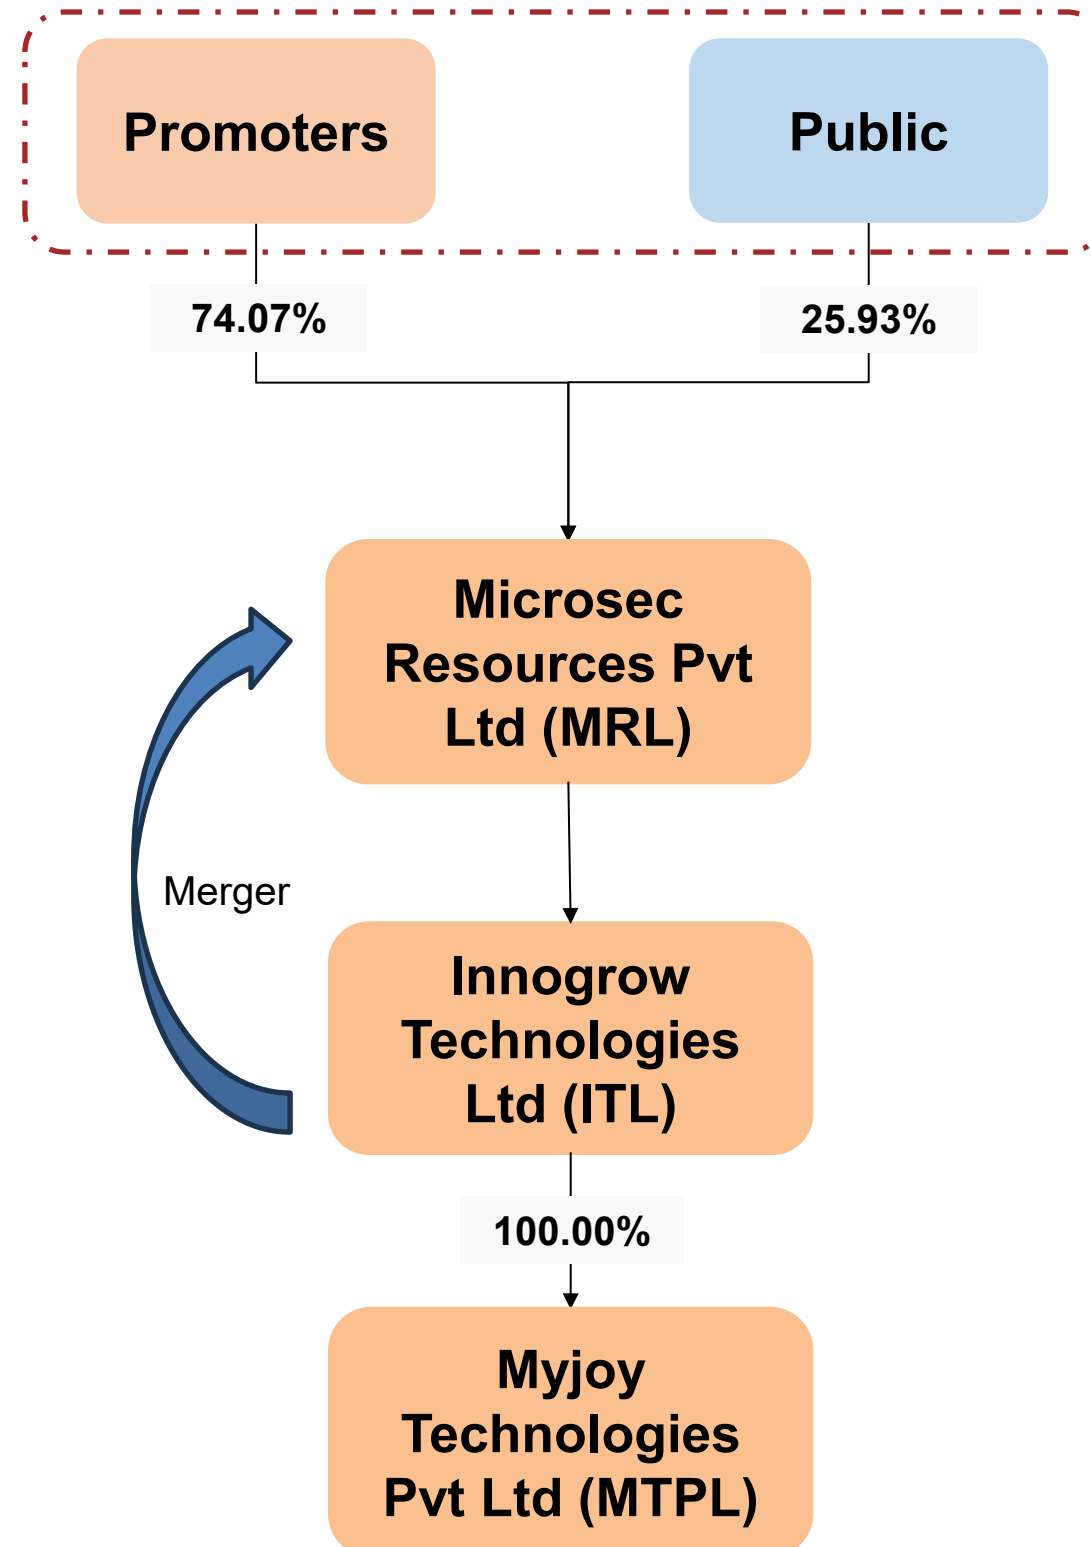 Promoters
Public
74.07%
25.93%
Microsec
Resources Pvt
Ltd (MRL)
Merger
Innogrow
Technologies
Ltd (ITL)
100.00%
Myjoy
Technologies
Pvt Ltd (MTPL)